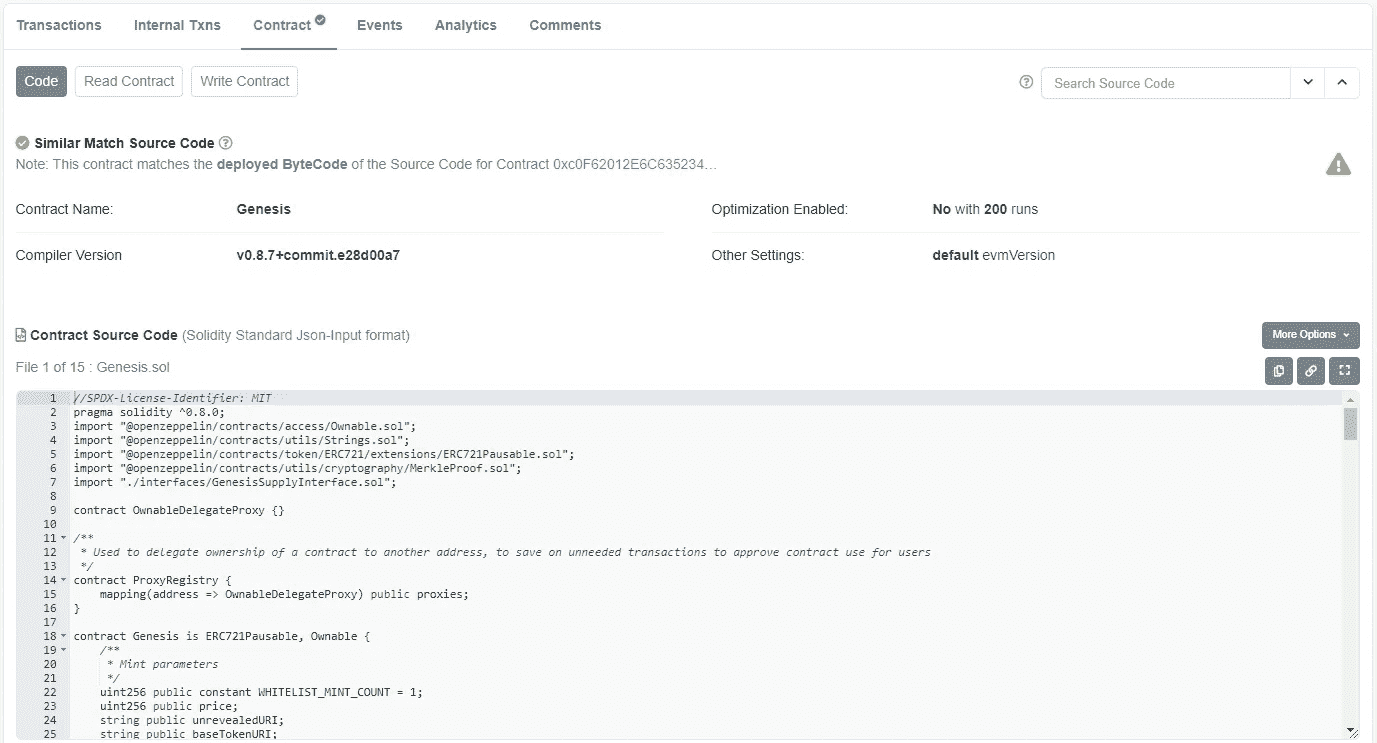 Transactions Internal Txns Contract Events Analytics Comments
Code Read Contract Write Contract Search Source Code
Similar Match Source Code
Note: This contract matches the deployed ByteCode of the Source Code for Contract 0xc0F62012E6C635234...
Contract Name: Genesis Optimization Enabled: No with 200 runs
Compiler Version v0.8.7+commit.e28d00a7 Other Settings: default evmVersion
Contract Source Code (Solidity Standard Json-Input format) More Options
File 1 of 15 : Genesis.sol
1 //SPDX-License-Identifier: MIT
2 pragma solidity ^0.8.0;
3 import "@openzeppelin/contracts/access/Ownable.sol";
4 import "@openzeppelin/contracts/utils/Strings.sol";
5 import "@openzeppelin/contracts/token/ERC721/extensions/ERC721Pausable.sol";
6 import "@openzeppelin/contracts/utils/cryptography/MerkleProof.sol";
7 import "./interfaces/GenesisSupplyInterface.sol";
8
9 contract OwnableDelegateProxy {}
10
11 /**
12 * Used to delegate ownership of a contract to another address, to save on unneeded transactions to approve contract use for users
13 */
14 contract ProxyRegistry {
15 mapping(address => OwnableDelegateProxy) public proxies;
16 }
17
18 contract Genesis is ERC721Pausable, Ownable {
19 /**
20 * Mint parameters
21 */
22 uint256 public constant WHITELIST_MINT_COUNT = 1;
23 uint256 public price;
24 string public unrevealedURI;
25 string public baseTokenURI;